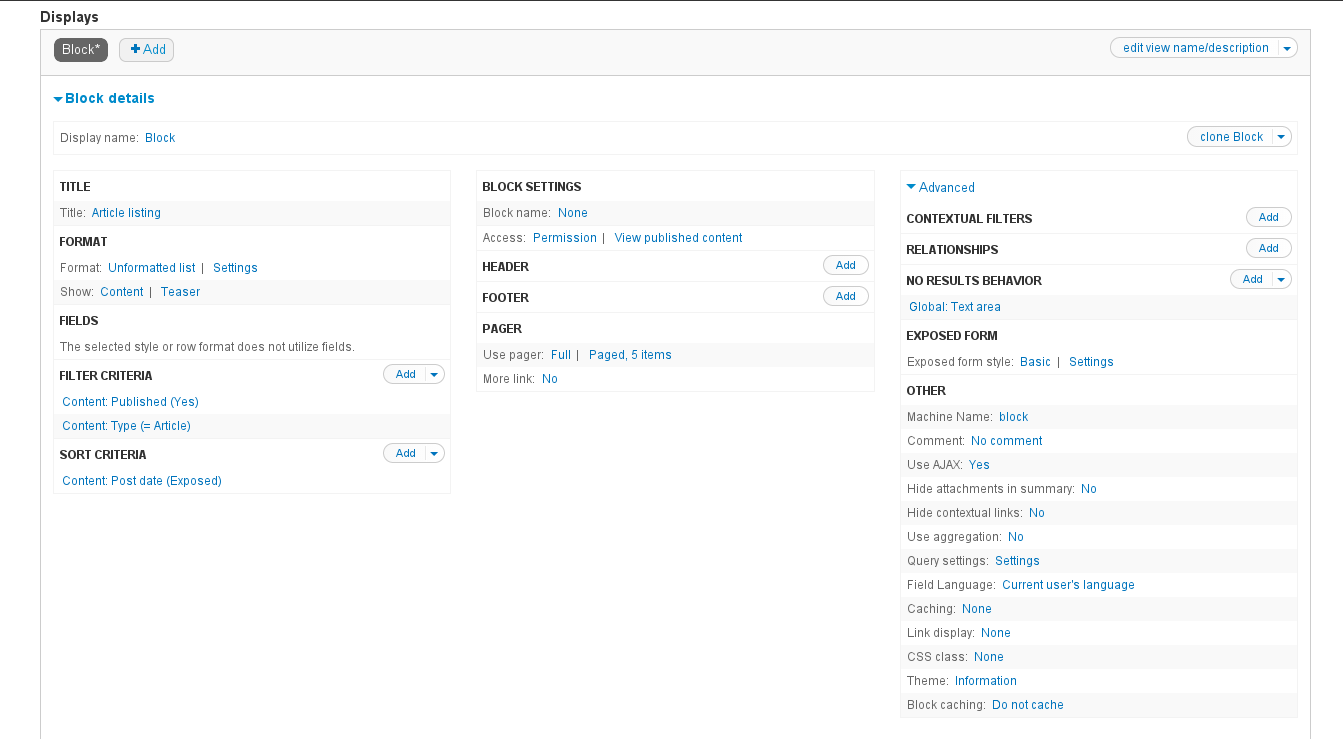 Displays
Block*
Add
edit view name/description
Block details
Display name: Block
clone Block
TITLE
Title: Article listing
FORMAT
Format: Unformatted list | Settings
Show: Content | Teaser
FIELDS
The selected style or row format does not utilize fields.
FILTER CRITERIA
Add
Content: Published (Yes)
Content: Type (= Article)
SORT CRITERIA
Add
Content: Post date (Exposed)
BLOCK SETTINGS
Block name: None
Access: Permission | View published content
HEADER
Add
FOOTER
Add
PAGER
Use pager: Full | Paged, 5 items
More link: No
Advanced
CONTEXTUAL FILTERS
Add
RELATIONSHIPS
Add
NO RESULTS BEHAVIOR
Add
Global: Text area
EXPOSED FORM
Exposed form style: Basic | Settings
OTHER
Machine Name: block
Comment: No comment
Use AJAX: Yes
Hide attachments in summary: No
Hide contextual links: No
Use aggregation: No
Query settings: Settings
Field Language: Current user's language
Caching: None
Link display: None
CSS class: None
Theme: Information
Block caching: Do not cache